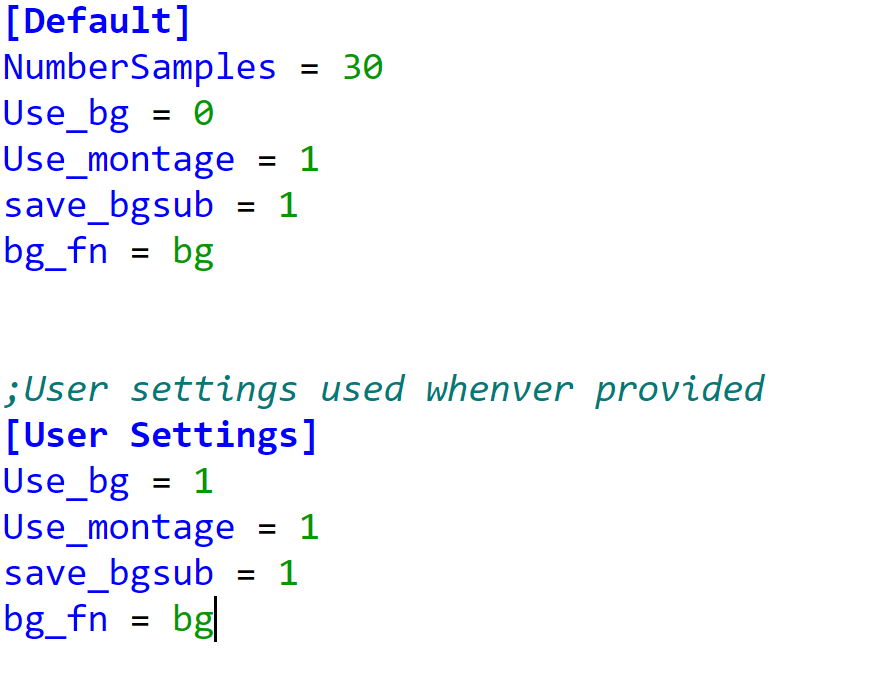 [Default]
NumberSamples = 30
Use_bg = 0
Use_montage = 1
save_bgsub = 1
bg_fn = bg
;User settings used whenver provided
[User Settings]
Use_bg = 1
Use_montage = 1
save_bgsub = 1
bg_fn = bg